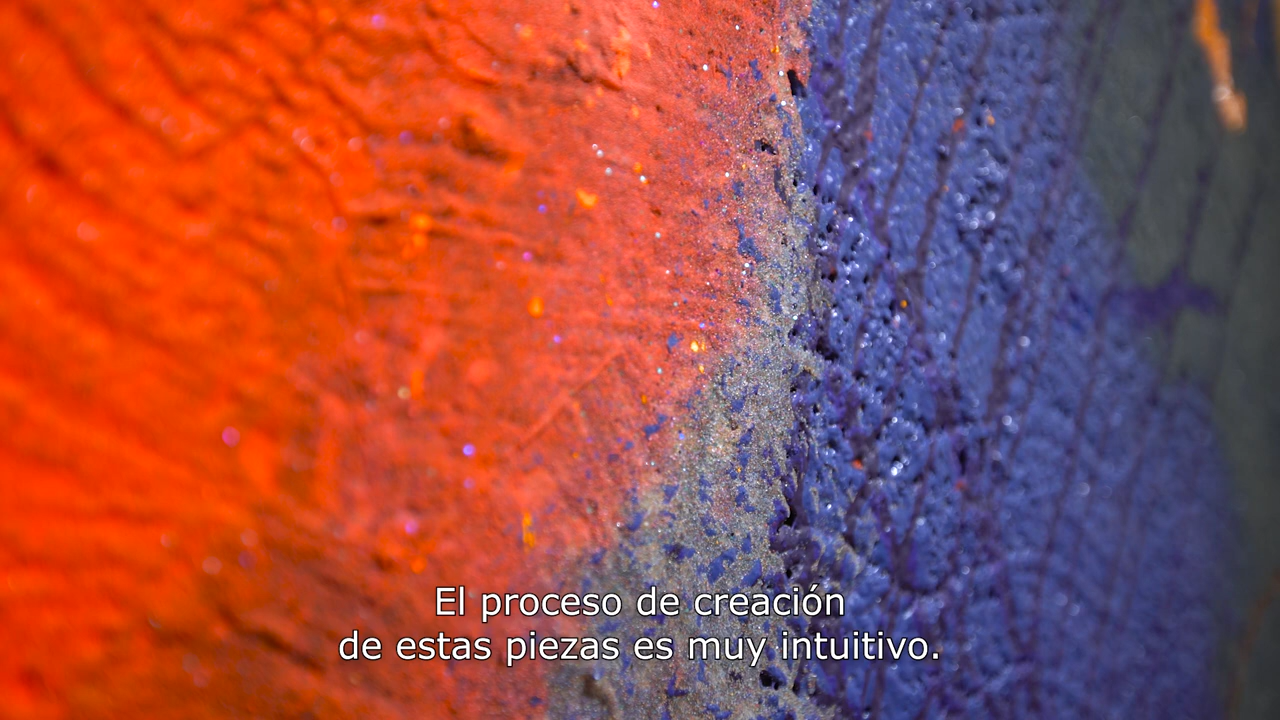 El proceso de creación
de estas piezas es muy intuitivo.